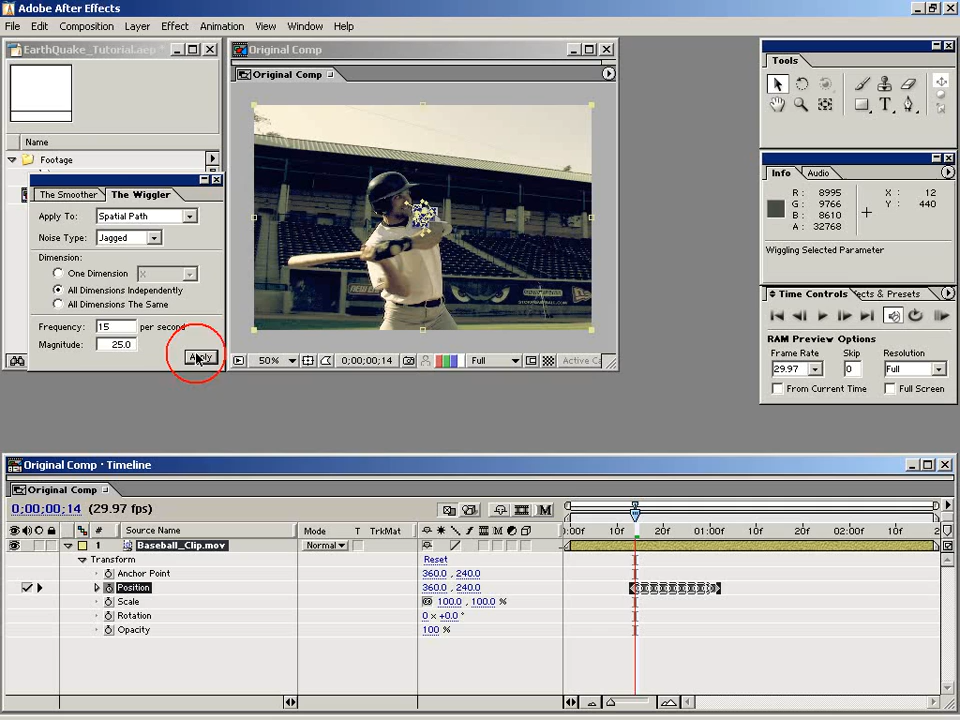 Adobe After Effects
File Edit Animation Layer Effect Animation View Window Help
EarthQuake_Tutorial.aep *
Original Comp
Original Comp
Name
Footage
The Smoother The Wiggler
Apply To: Spatial Path
Noise Type: Jagged
Dimension:
One Dimension X
All Dimensions Independently
All Dimensions The Same
Frequency: 15 per second
Magnitude: 25.0
Apply
50% 0;00;00;14 Full Active Ca
Tools
Info Audio
R: 8995 X: 12
G: 9766 Y: 440
B: 8610
A: 32768
Wiggling Selected Parameter
Time Controls ects & Presets
RAM Preview Options
Frame Rate Skip Resolution
29.97 0 Full
From Current Time Full Screen
Original Comp · Timeline
Original Comp
0;00;00;14 (29.97 fps)
# Source Name Mode T TrkMat
:00f 10f 20f 01:00f 10f 20f 02:00f 10f 2
1 Baseball_Clip.mov Normal
Transform Reset
Anchor Point 360.0, 240.0
Position 360.0, 240.0
Scale 100.0, 100.0%
Rotation 0 x +0.0°
Opacity 100%